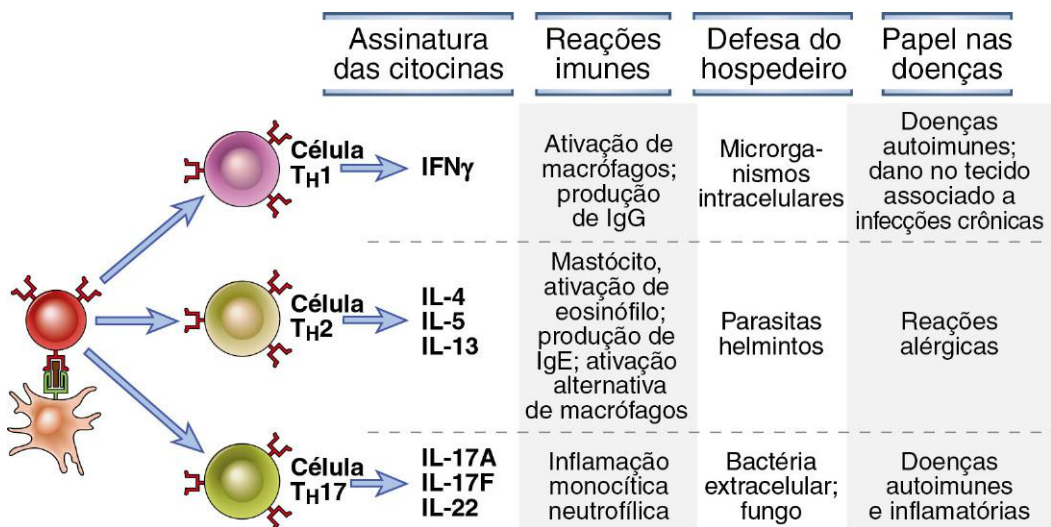 Assinatura
das citocinas
Reações
imunes
Defesa do
hospedeiro
Papel nas
doenças
Célula
TH1
IFNγ
Ativação de
macrófagos;
produção
de IgG
Microrga-
nismos
intracelulares
Doenças
autoimunes;
dano no tecido
associado a
infecções crônicas
Célula
TH2
IL-4
IL-5
IL-13
Mastócito,
ativação de
eosinófilo;
produção de
IgE; ativação
alternativa
de macrófagos
Parasitas
helmintos
Reações
alérgicas
Célula
TH17
IL-17A
IL-17F
IL-22
Inflamação
monocítica
neutrofílica
Bactéria
extracelular;
fungo
Doenças
autoimunes
e inflamatórias